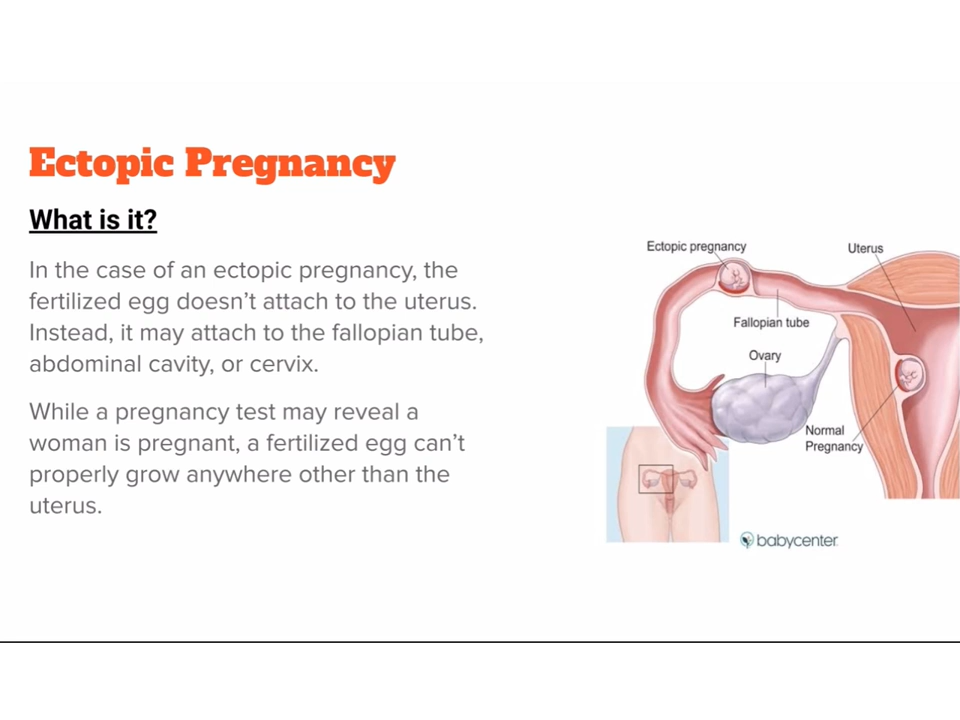 Ectopic Pregnancy
What is it?
In the case of an ectopic pregnancy, the
fertilized egg doesn't attach to the uterus.
Instead, it may attach to the fallopian tube,
abdominal cavity, or cervix.
While a pregnancy test may reveal a
woman is pregnant, a fertilized egg can't
properly grow anywhere other than the
uterus.
Ectopic pregnancy
Uterus
Fallopian tube
Ovary
Normal
Pregnancy
babycenter